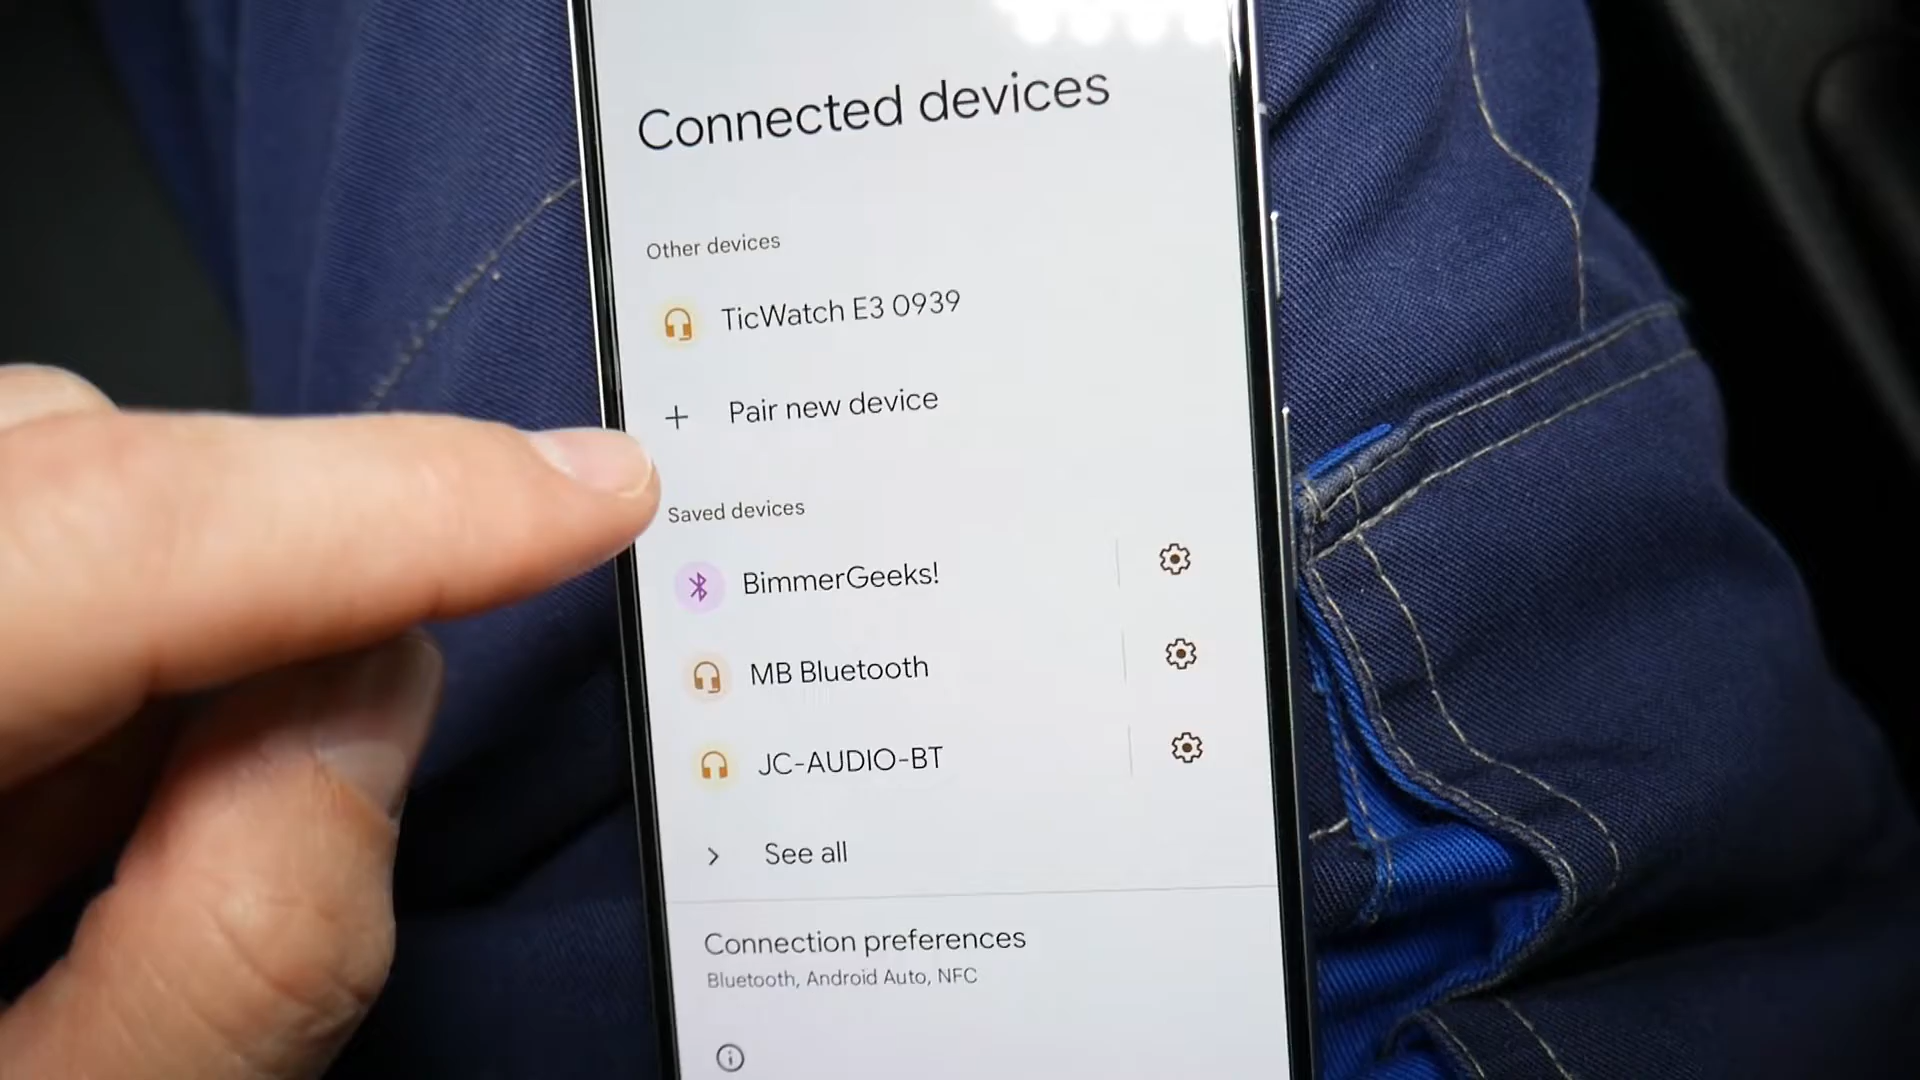 Connected devices
Other devices
TicWatch E3 0939
Pair new device
Saved devices
BimmerGeeks!
MB Bluetooth
JC-AUDIO-BT
See all
Connection preferences
Bluetooth, Android Auto, NFC